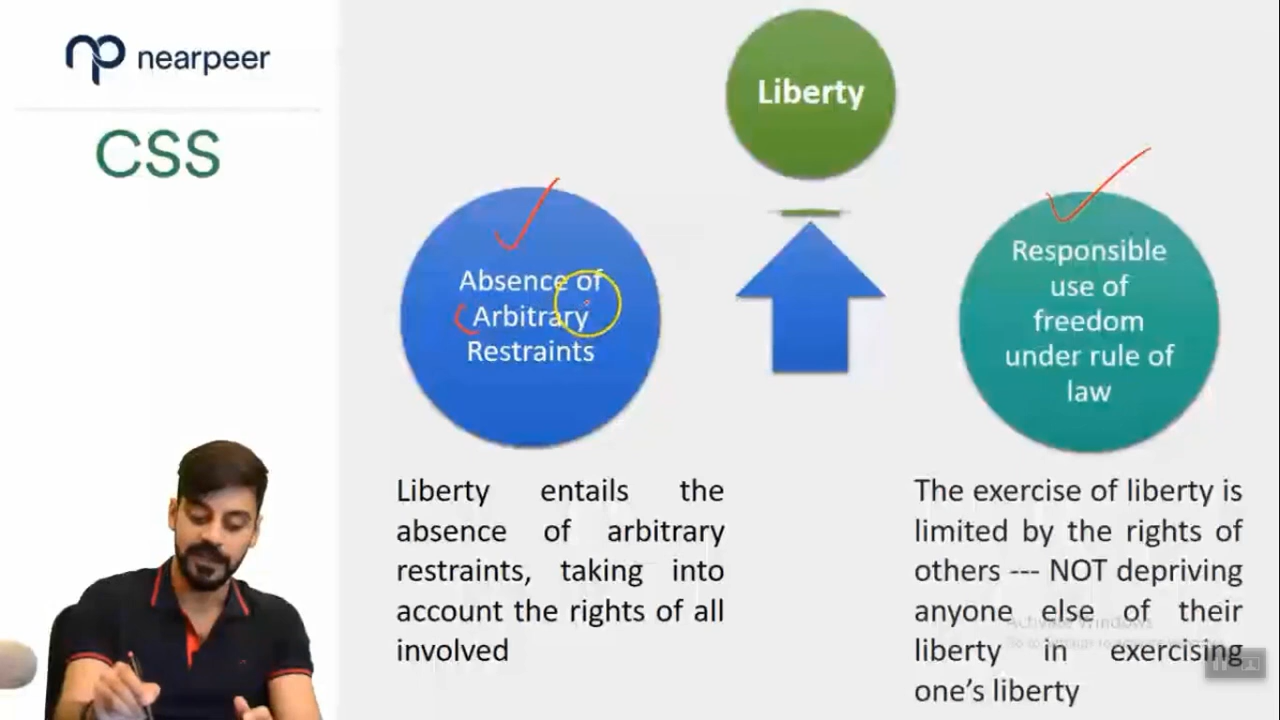 nearpeer
CSS
Liberty
Absence of
Arbitrary
Restraints
Responsible
use of
freedom
under rule of
law
Liberty entails the
absence of arbitrary
restraints, taking into
account the rights of all
involved
The exercise of liberty is
limited by the rights of
others --- NOT depriving
anyone else of their
liberty in exercising
one's liberty
Activate Windows